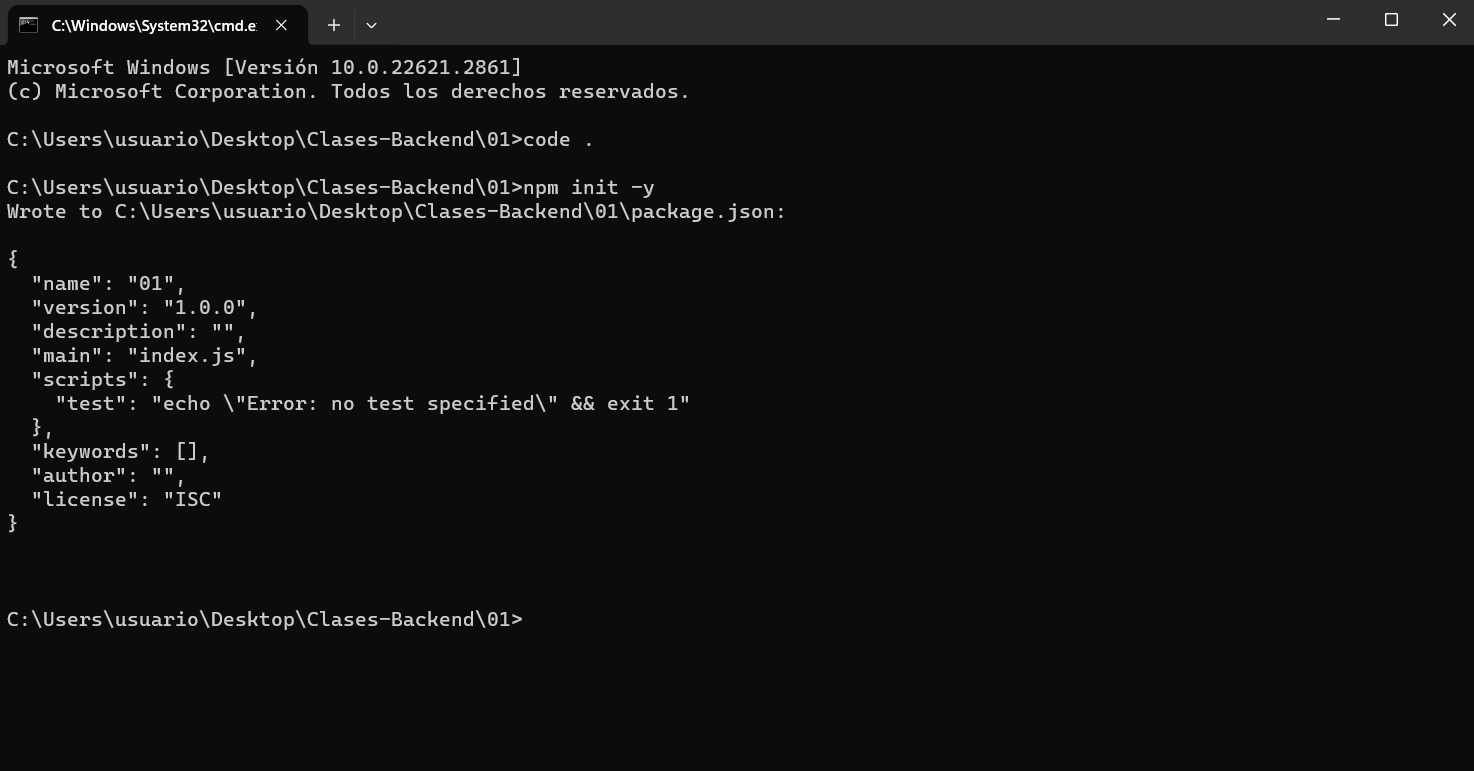 C:\Windows\System32\cmd.e
Microsoft Windows [Versión 10.0.22621.2861]
(c) Microsoft Corporation. Todos los derechos reservados.
C:\Users\usuario\Desktop\Clases-Backend\01>code .
C:\Users\usuario\Desktop\Clases-Backend\01>npm init -y
Wrote to C:\Users\usuario\Desktop\Clases-Backend\01\package.json:
{
  "name": "01",
  "version": "1.0.0",
  "description": "",
  "main": "index.js",
  "scripts": {
    "test": "echo \"Error: no test specified\" && exit 1"
  },
  "keywords": [],
  "author": "",
  "license": "ISC"
}
C:\Users\usuario\Desktop\Clases-Backend\01>